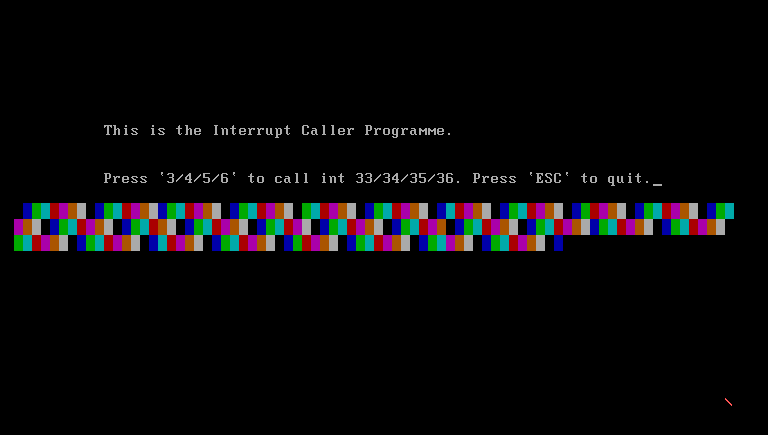 This is the Interrupt Caller Programme.
Press '3/4/5/6' to call int 33/34/35/36. Press 'ESC' to quit._
\